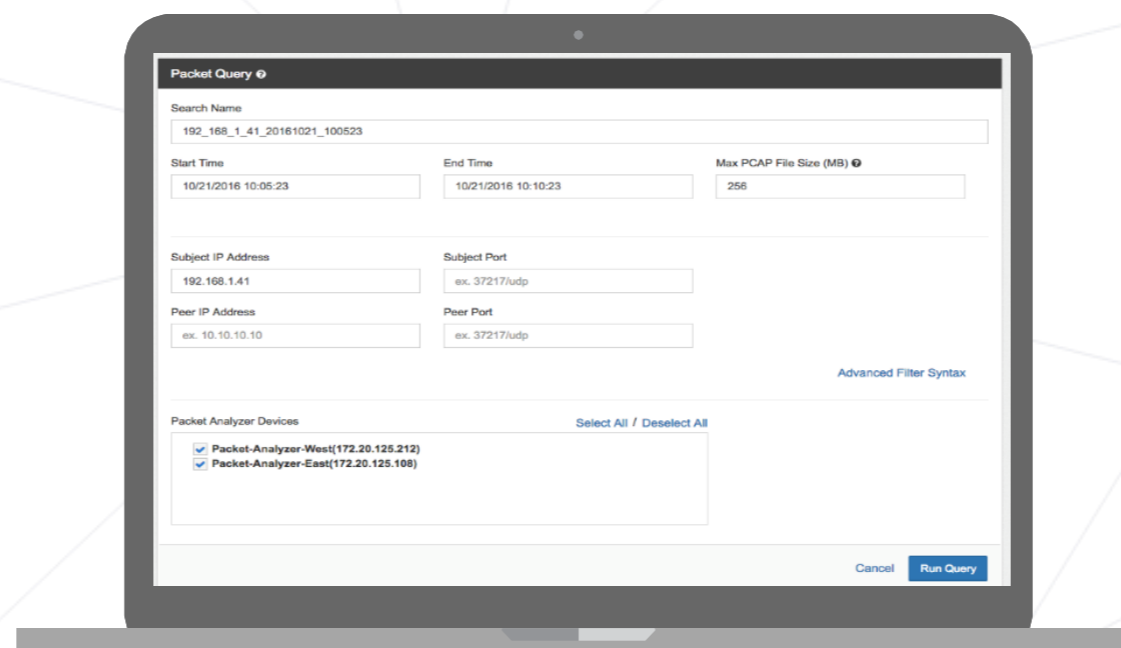 Packet Query
Search Name
192_168_1_41_20161021_100523
Start Time End Time Max PCAP File Size (MB)
10/21/2016 10:05:23 10/21/2016 10:10:23 256
Subject IP Address Subject Port
192.168.1.41 ex. 37217/udp
Peer IP Address Peer Port
ex. 10.10.10.10 ex. 37217/udp
Advanced Filter Syntax
Packet Analyzer Devices Select All / Deselect All
Packet-Analyzer-West(172.20.125.212)
Packet-Analyzer-East(172.20.125.108)
Cancel Run Query